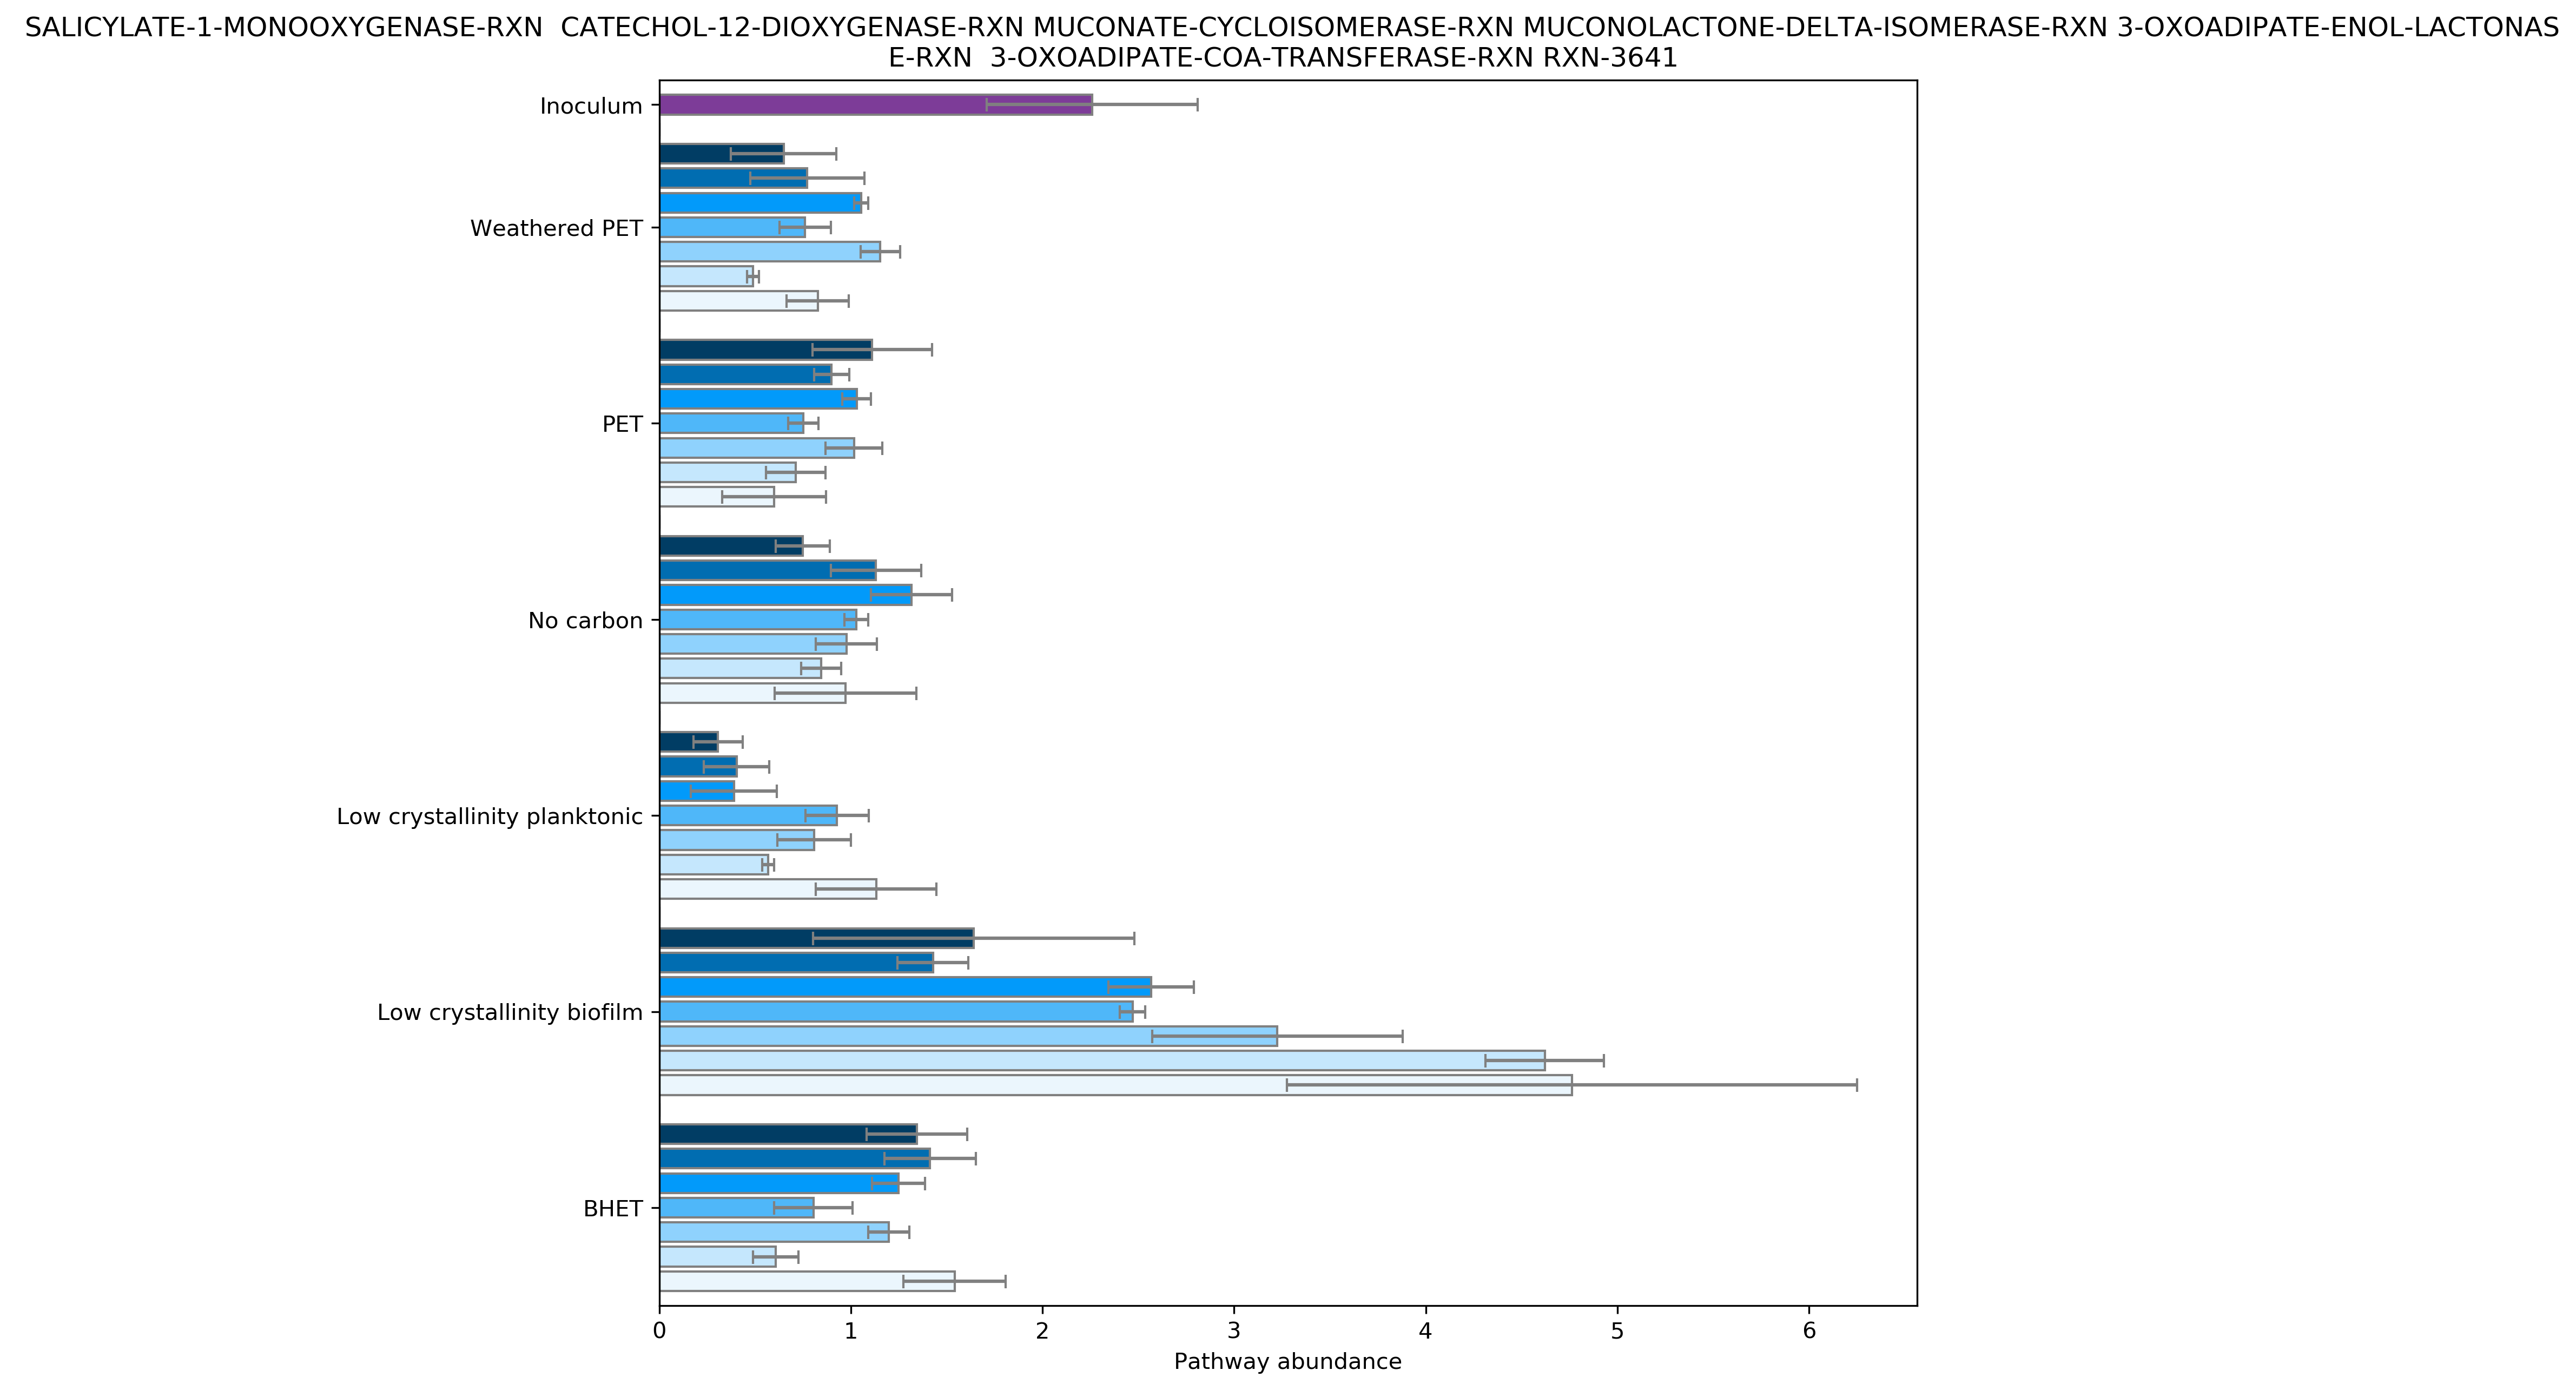 SALICYLATE-1-MONOOXYGENASE-RXN  CATECHOL-12-DIOXYGENASE-RXN MUCONATE-CYCLOISOMERASE-RXN MUCONOLACTONE-DELTA-ISOMERASE-RXN 3-OXOADIPATE-ENOL-LACTONAS
E-RXN  3-OXOADIPATE-COA-TRANSFERASE-RXN RXN-3641
Inoculum
Weathered PET
PET
No carbon
Low crystallinity planktonic
Low crystallinity biofilm
BHET
0 1 2 3 4 5 6
Pathway abundance